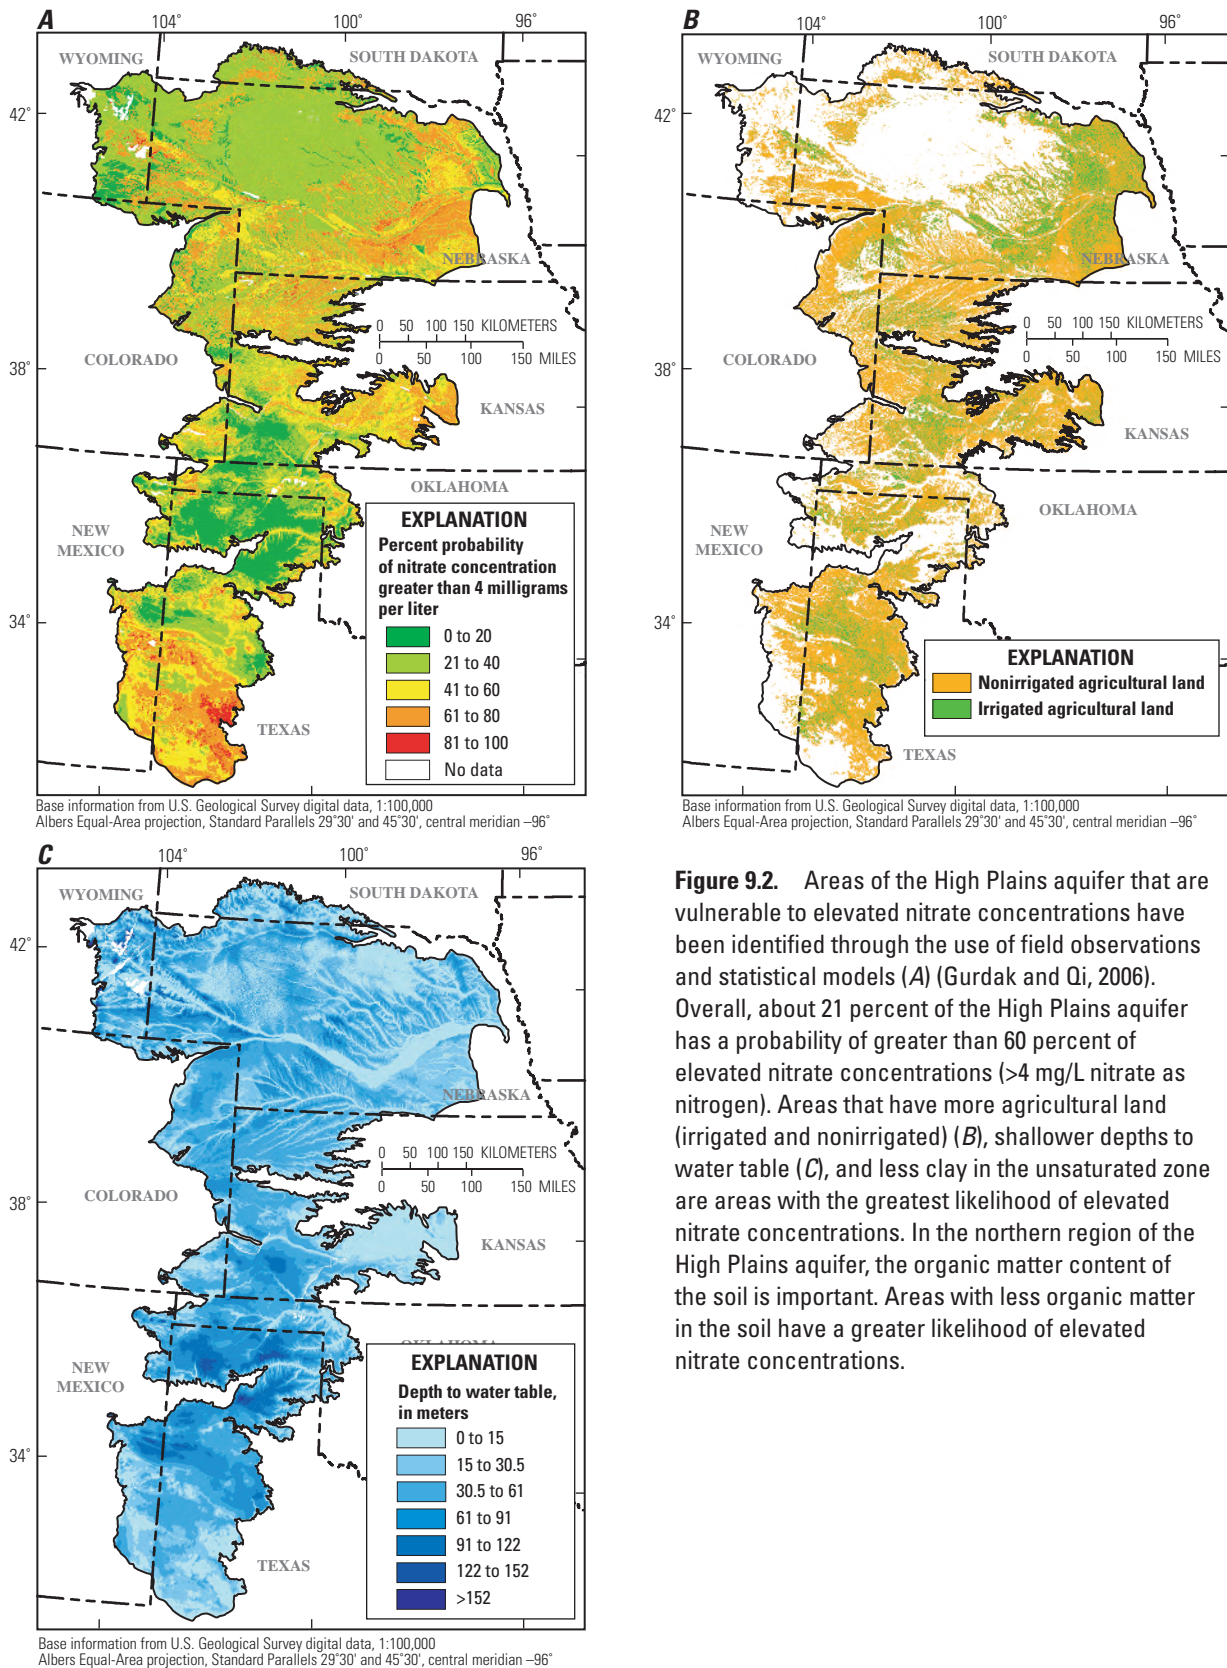 A
104°
100°
96°
WYOMING
SOUTH DAKOTA
42°
NEBRASKA
0 50 100 150 KILOMETERS
0 50 100 150 MILES
COLORADO
38°
KANSAS
OKLAHOMA
NEW
MEXICO
34°
TEXAS
EXPLANATION
Percent probability
of nitrate concentration
greater than 4 milligrams
per liter
0 to 20
21 to 40
41 to 60
61 to 80
81 to 100
No data
Base information from U.S. Geological Survey digital data, 1:100,000
Albers Equal-Area projection, Standard Parallels 29°30' and 45°30', central meridian –96°
B
104°
100°
96°
WYOMING
SOUTH DAKOTA
42°
NEBRASKA
0 50 100 150 KILOMETERS
0 50 100 150 MILES
COLORADO
38°
KANSAS
OKLAHOMA
NEW
MEXICO
34°
EXPLANATION
Nonirrigated agricultural land
Irrigated agricultural land
TEXAS
Base information from U.S. Geological Survey digital data, 1:100,000
Albers Equal-Area projection, Standard Parallels 29°30' and 45°30', central meridian –96°
C
104°
100°
96°
WYOMING
SOUTH DAKOTA
42°
NEBRASKA
0 50 100 150 KILOMETERS
0 50 100 150 MILES
COLORADO
38°
KANSAS
OKLAHOMA
NEW
MEXICO
34°
TEXAS
EXPLANATION
Depth to water table,
in meters
0 to 15
15 to 30.5
30.5 to 61
61 to 91
91 to 122
122 to 152
>152
Base information from U.S. Geological Survey digital data, 1:100,000
Albers Equal-Area projection, Standard Parallels 29°30' and 45°30', central meridian –96°
Figure 9.2. Areas of the High Plains aquifer that are
vulnerable to elevated nitrate concentrations have
been identified through the use of field observations
and statistical models (A) (Gurdak and Qi, 2006).
Overall, about 21 percent of the High Plains aquifer
has a probability of greater than 60 percent of
elevated nitrate concentrations (>4 mg/L nitrate as
nitrogen). Areas that have more agricultural land
(irrigated and nonirrigated) (B), shallower depths to
water table (C), and less clay in the unsaturated zone
are areas with the greatest likelihood of elevated
nitrate concentrations. In the northern region of the
High Plains aquifer, the organic matter content of
the soil is important. Areas with less organic matter
in the soil have a greater likelihood of elevated
nitrate concentrations.